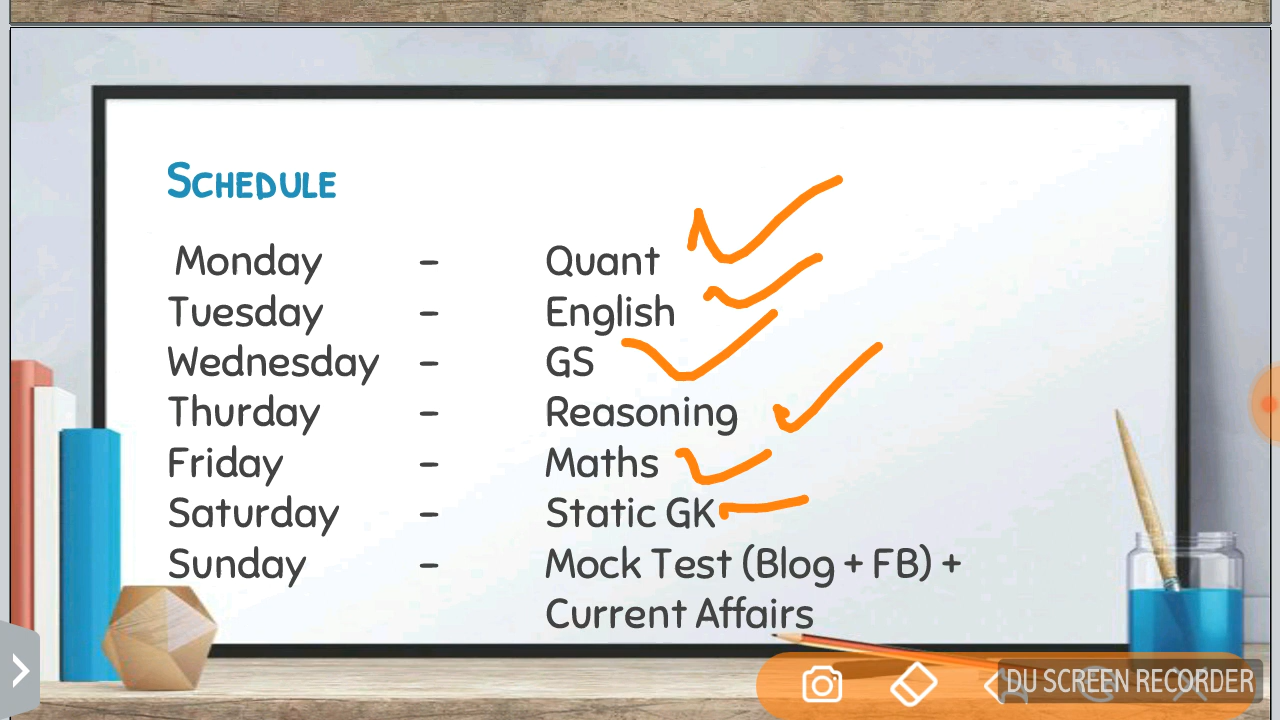 SCHEDULE
Monday - Quant
Tuesday - English
Wednesday - GS
Thurday - Reasoning
Friday - Maths
Saturday - Static GK
Sunday - Mock Test (Blog + FB) +
Current Affairs
DU SCREEN RECORDER